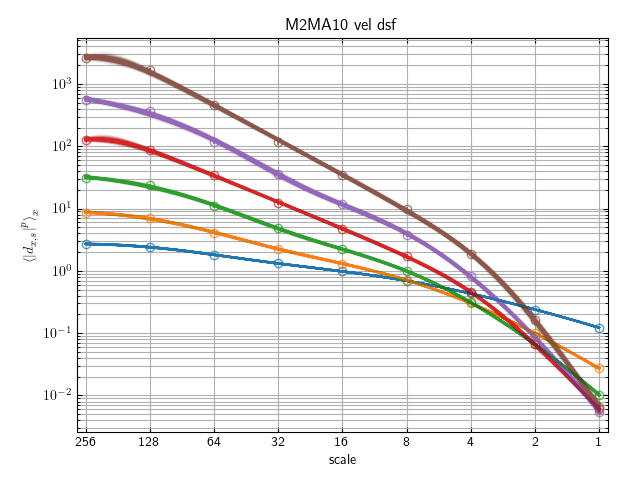 M2MA10 vel dsf
⟨|d_{x,s}|^p⟩_x
10^3
10^2
10^1
10^0
10^{-1}
10^{-2}
256 128 64 32 16 8 4 2 1
scale